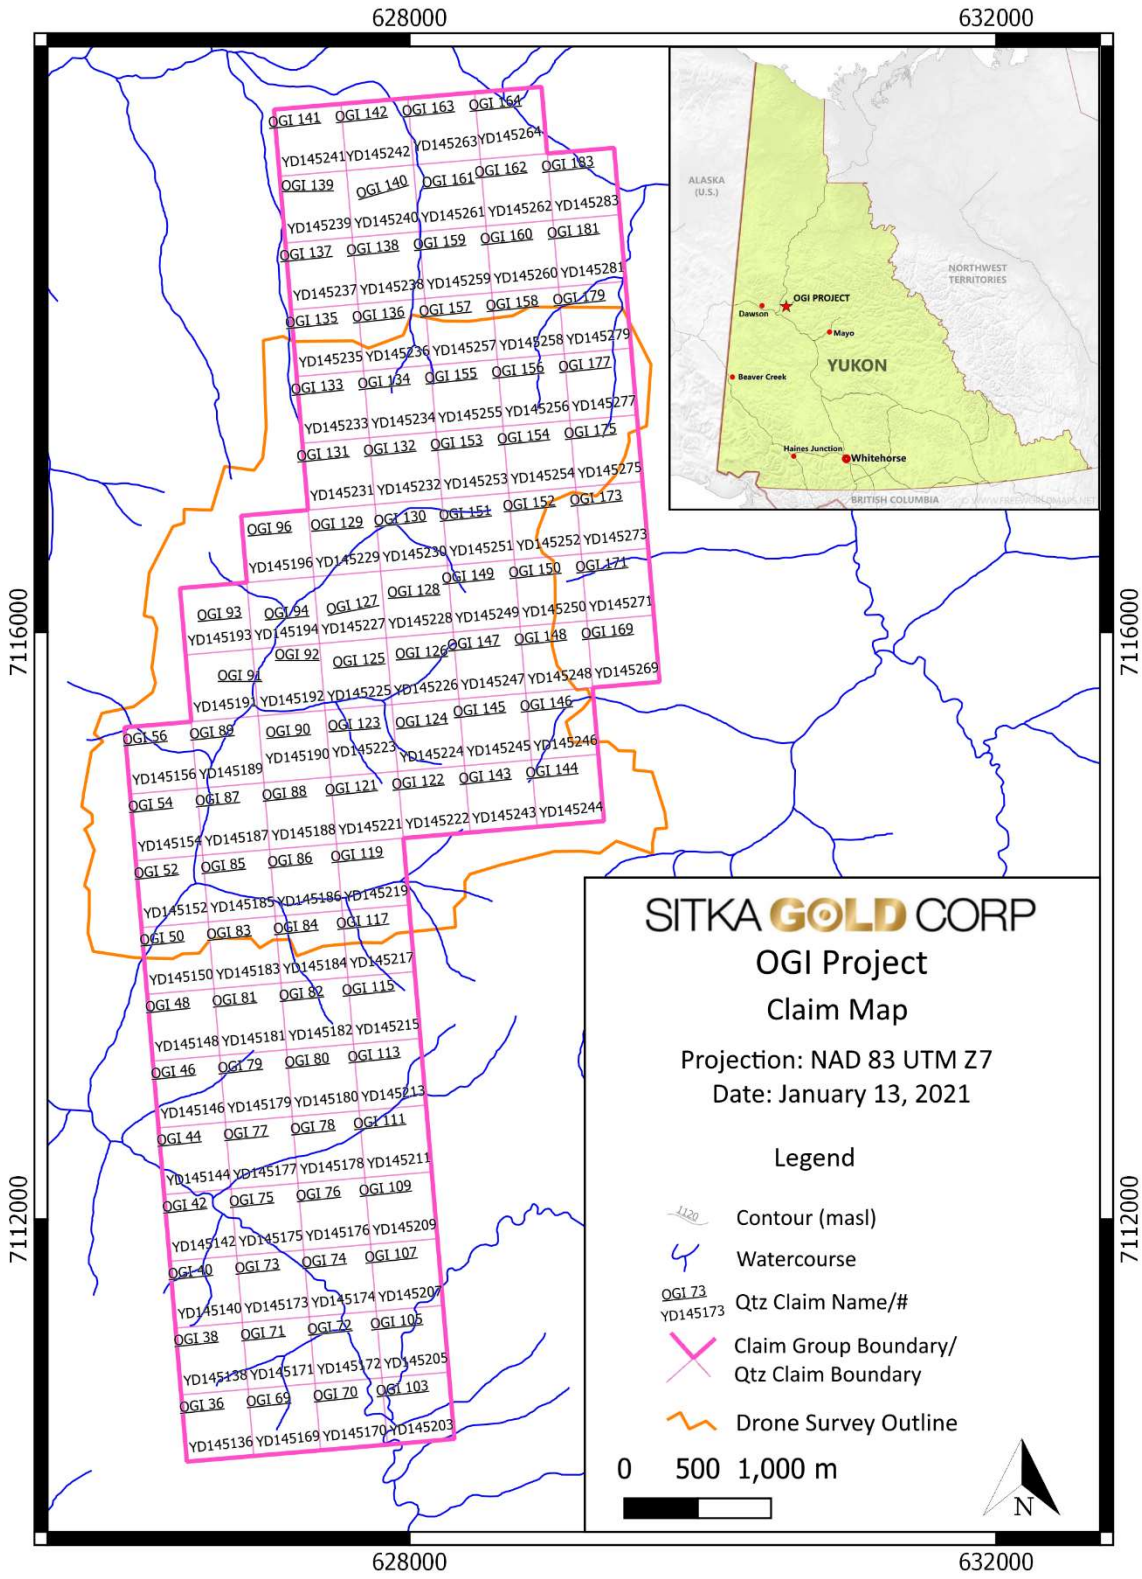 628000 632000
ALASKA
(U.S.)
NORTHWEST
TERRITORIES
OGI PROJECT
Dawson
Mayo
YUKON
Beaver Creek
Haines Junction
Whitehorse
BRITISH COLUMBIA
© WWW.FREEWORLDMAPS.NET
OGI 141 OGI 142 OGI 163 OGI 164
YD145241 YD145242 YD145263 YD145264
OGI 139 OGI 140 OGI 161 OGI 162 OGI 183
YD145239 YD145240 YD145261 YD145262 YD145283
OGI 137 OGI 138 OGI 159 OGI 160 OGI 181
YD145237 YD145238 YD145259 YD145260 YD145281
OGI 135 OGI 136 OGI 157 OGI 158 OGI 179
YD145235 YD145236 YD145257 YD145258 YD145279
OGI 133 OGI 134 OGI 155 OGI 156 OGI 177
YD145233 YD145234 YD145255 YD145256 YD145277
OGI 131 OGI 132 OGI 153 OGI 154 OGI 175
YD145231 YD145232 YD145253 YD145254 YD145275
OGI 96 OGI 129 OGI 130 OGI 151 OGI 152 OGI 173
YD145196 YD145229 YD145230 YD145251 YD145252 YD145273
OGI 93 OGI 94 OGI 127 OGI 128 OGI 149 OGI 150 OGI 171
YD145193 YD145194 YD145227 YD145228 YD145249 YD145250 YD145271
7116000 7116000
OGI 91 OGI 92 OGI 125 OGI 126 OGI 147 OGI 148 OGI 169
YD145191 YD145192 YD145225 YD145226 YD145247 YD145248 YD145269
OGI 56 OGI 89 OGI 90 OGI 123 OGI 124 OGI 145 OGI 146
YD145156 YD145189 YD145190 YD145223 YD145224 YD145245 YD145246
OGI 54 OGI 87 OGI 88 OGI 121 OGI 122 OGI 143 OGI 144
YD145154 YD145187 YD145188 YD145221 YD145222 YD145243 YD145244
OGI 52 OGI 85 OGI 86 OGI 119
YD145152 YD145185 YD145186 YD145219
OGI 50 OGI 83 OGI 84 OGI 117
YD145150 YD145183 YD145184 YD145217
OGI 48 OGI 81 OGI 82 OGI 115
YD145148 YD145181 YD145182 YD145215
OGI 46 OGI 79 OGI 80 OGI 113
YD145146 YD145179 YD145180 YD145213
OGI 44 OGI 77 OGI 78 OGI 111
YD145144 YD145177 YD145178 YD145211
OGI 42 OGI 75 OGI 76 OGI 109
YD145142 YD145175 YD145176 YD145209
7112000 7112000
OGI 40 OGI 73 OGI 74 OGI 107
YD145140 YD145173 YD145174 YD145207
OGI 38 OGI 71 OGI 72 OGI 105
YD145138 YD145171 YD145172 YD145205
OGI 36 OGI 69 OGI 70 OGI 103
YD145136 YD145169 YD145170 YD145203
SITKA GOLD CORP
OGI Project
Claim Map
Projection: NAD 83 UTM Z7
Date: January 13, 2021
Legend
1120 Contour (masl)
Watercourse
OGI 73
YD145173 Qtz Claim Name/#
Claim Group Boundary/
Qtz Claim Boundary
Drone Survey Outline
0 500 1,000 m
N
628000 632000